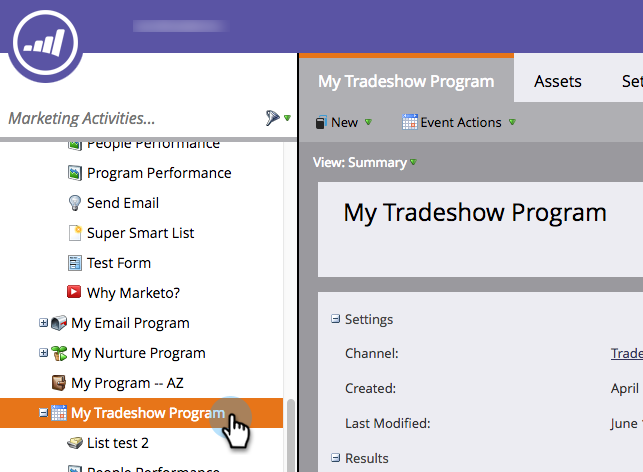 My Tradeshow Program
Assets
Marketing Activities...
New
Event Actions
People Performance
View: Summary
Program Performance
Send Email
My Tradeshow Program
Super Smart List
Test Form
Why Marketo?
My Email Program
Settings
My Nurture Program
Channel:
My Program -- AZ
Created:
April
My Tradeshow Program
Last Modified:
June
List test 2
Results
People Performance